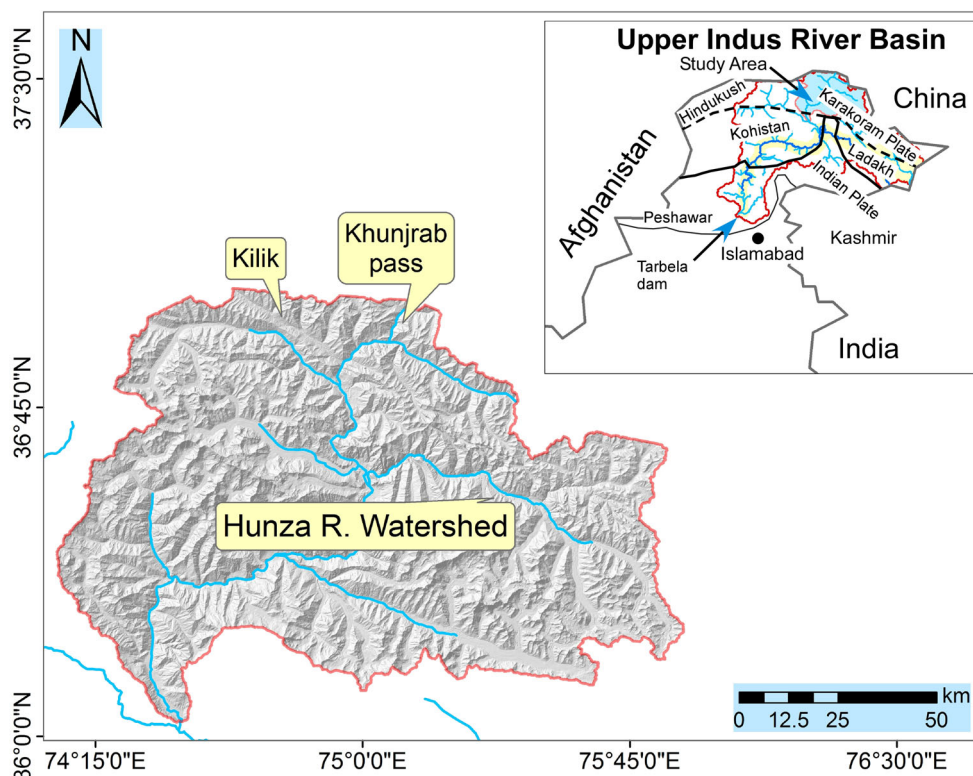 N
37°30'0"N
36°45'0"N
36°0'0"N
74°15'0"E
75°0'0"E
75°45'0"E
76°30'0"E
Kilik
Khunjrab
pass
Hunza R. Watershed
km
0 12.5 25 50
Upper Indus River Basin
Study Area
China
Hindukush
Karakoram Plate
Kohistan
Ladakh
Afghanistan
Indian Plate
Peshawar
Kashmir
Islamabad
Tarbela
dam
India